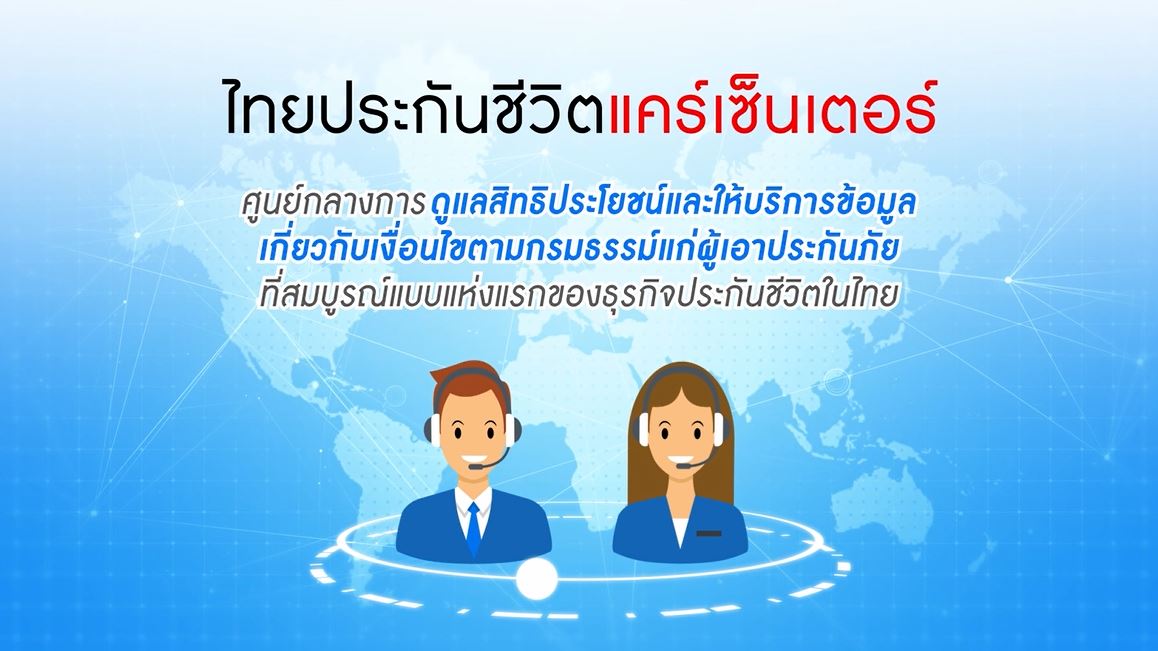 ไทยประกันชีวิตแคร์เซ็นเตอร์
ศูนย์กลางการดูแลสิทธิประโยชน์และให้บริการข้อมูล
เกี่ยวกับเงื่อนไขตามกรมธรรม์แก่ผู้เอาประกันภัย
ที่สมบูรณ์แบบแห่งแรกของธุรกิจประกันชีวิตในไทย